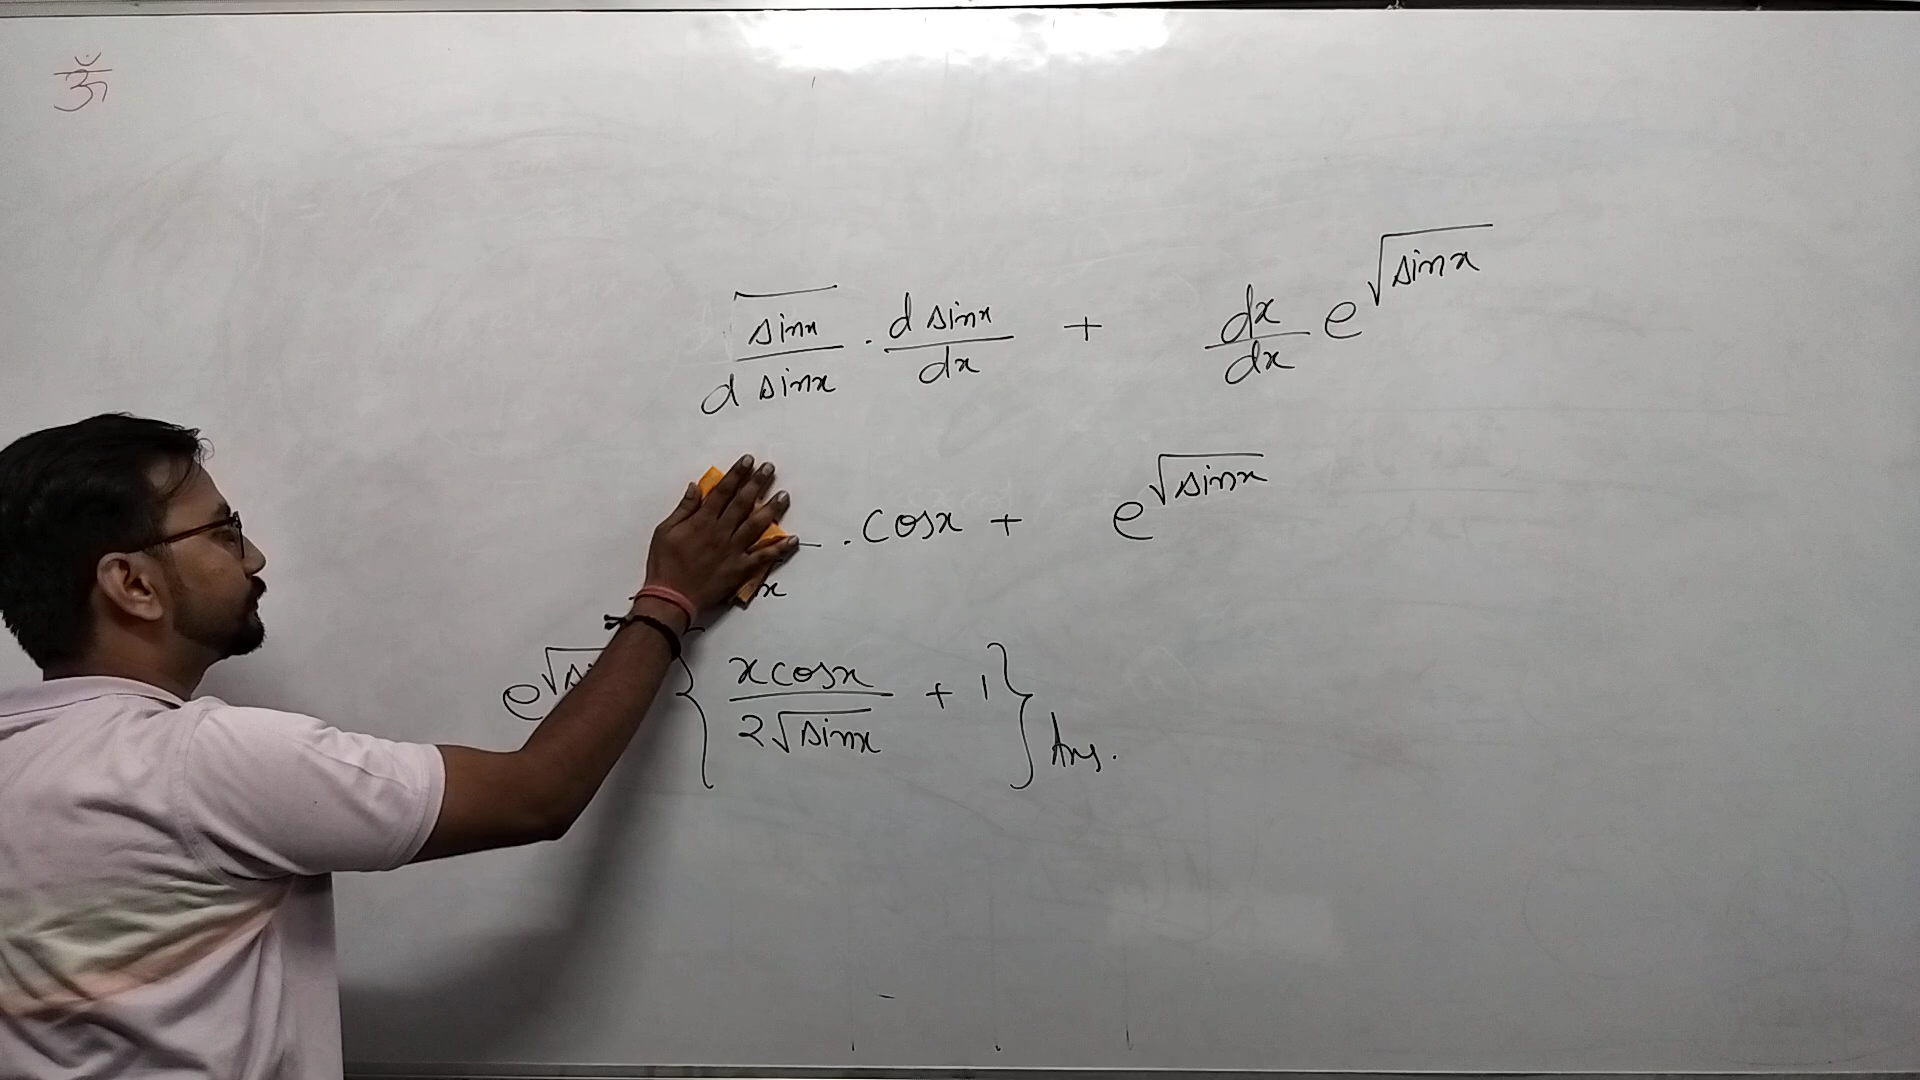 ॐ
sinx/d sinx . d sinx/dx + dx/dx e^√sinx
x . cosx + e^√sinx
e^√ { xcosx/2√sinx + 1 } Ans.